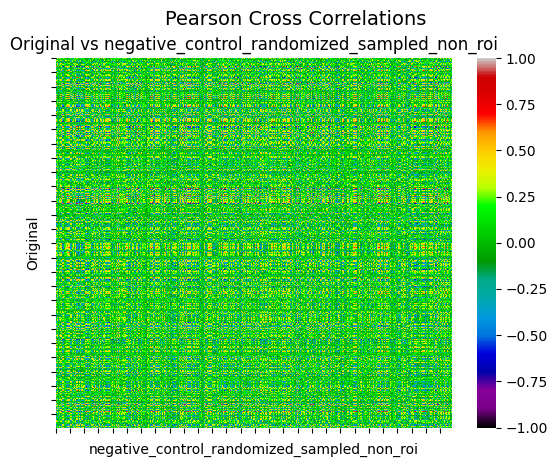 Pearson Cross Correlations
Original vs negative_control_randomized_sampled_non_roi
1.00
0.75
0.50
0.25
0.00
−0.25
−0.50
−0.75
−1.00
Original
negative_control_randomized_sampled_non_roi